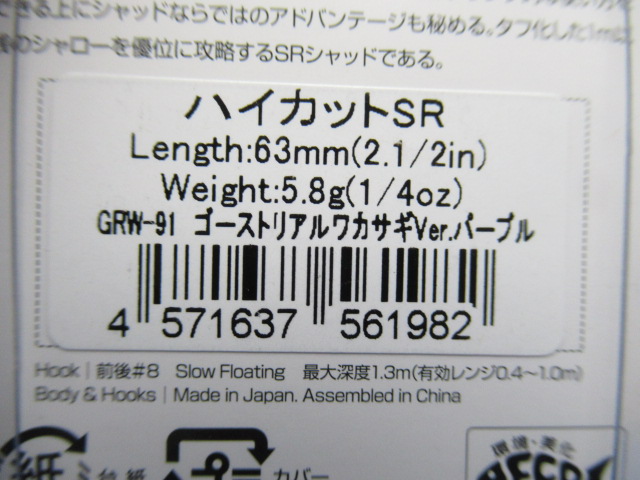 できる上にシャッドならではのアドバンテージも秘める。タフ化した1mに
のシャローを優位に攻略するSRシャッドである。
ハイカットSR
Length:63mm(2.1/2in)
Weight:5.8g(1/4oz)
GRW-91 ゴーストリアルワカサギVer.パープル
4 571637 561982
Hook | 前後#8 Slow Floating 最大深度1.3m(有効レンジ0.4～1.0m)
Body & Hooks | Made in Japan. Assembled in China
紙 台紙 カバー
環境・美化